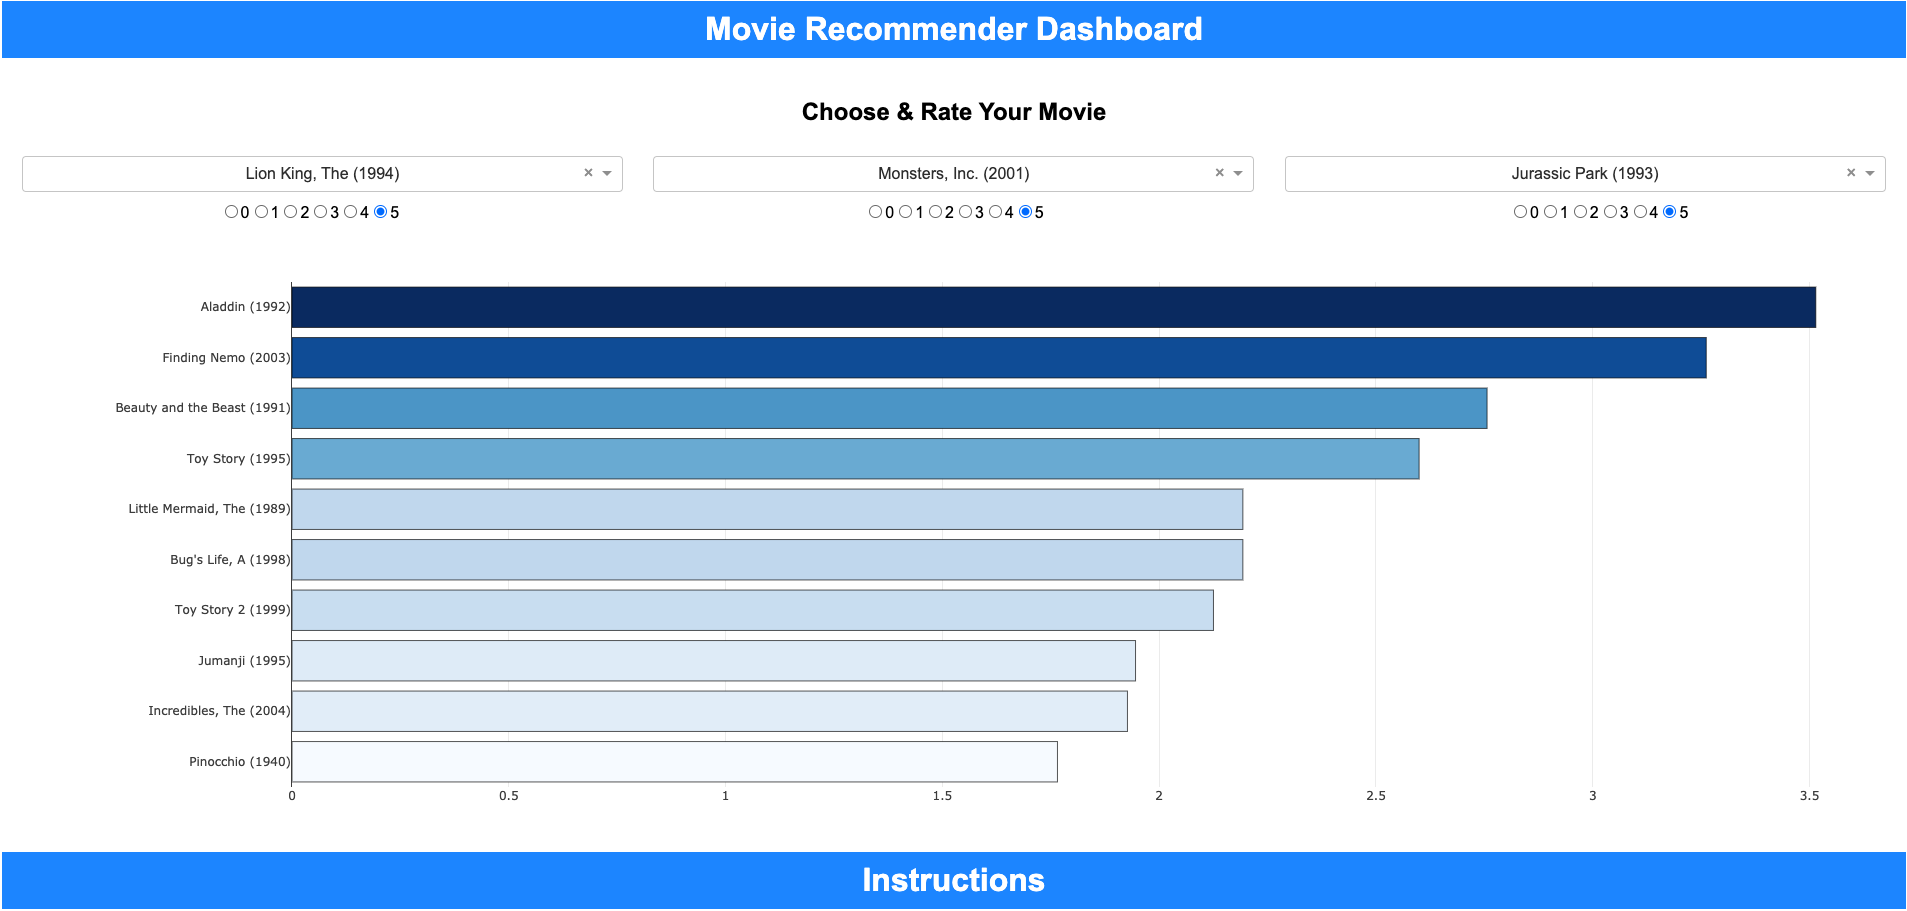 Movie Recommender Dashboard
Choose & Rate Your Movie
Lion King, The (1994) × Monsters, Inc. (2001) × Jurassic Park (1993) ×
0 1 2 3 4 5 0 1 2 3 4 5 0 1 2 3 4 5
Aladdin (1992)
Finding Nemo (2003)
Beauty and the Beast (1991)
Toy Story (1995)
Little Mermaid, The (1989)
Bug's Life, A (1998)
Toy Story 2 (1999)
Jumanji (1995)
Incredibles, The (2004)
Pinocchio (1940)
0 0.5 1 1.5 2 2.5 3 3.5
Instructions